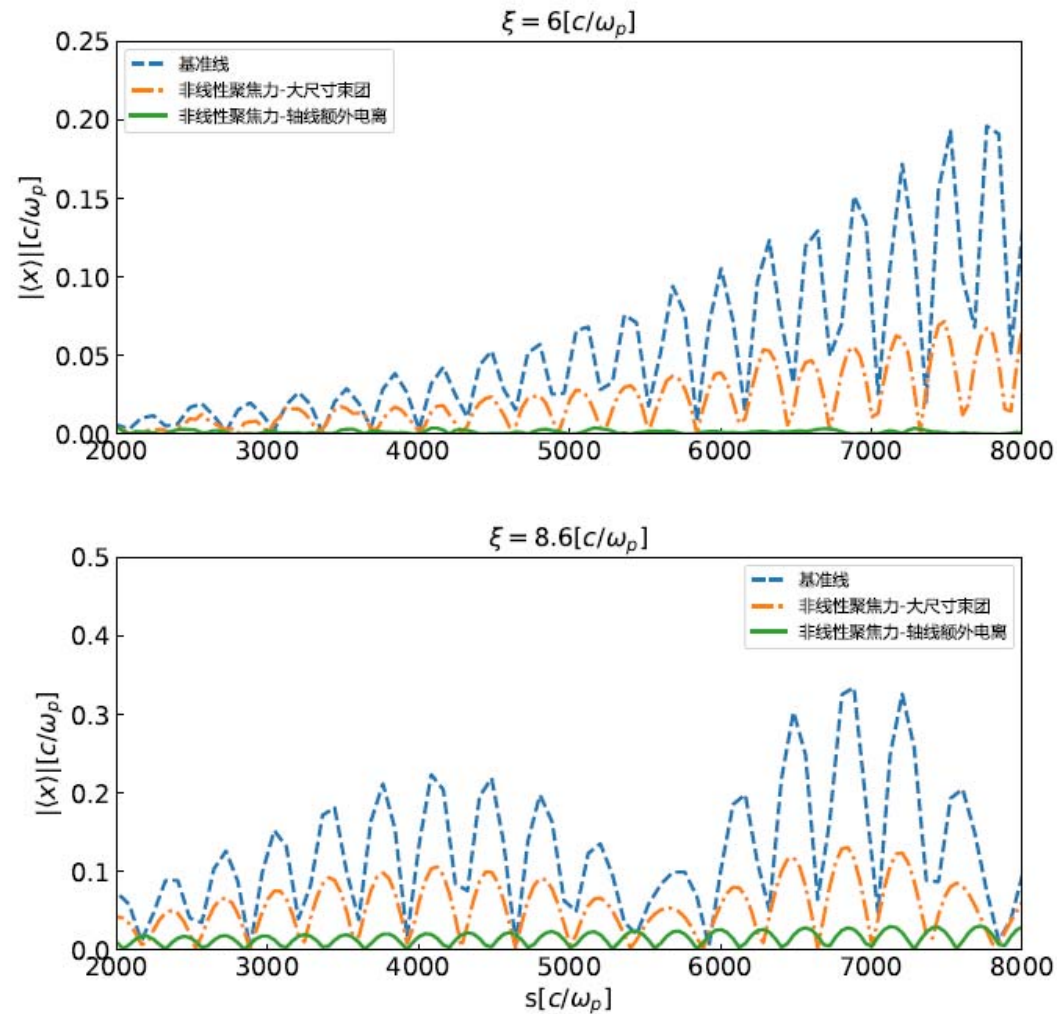 ξ = 6[c/ω_p]
0.25
0.20
0.15
0.10
0.05
0.00
|⟨x⟩|[c/ω_p]
基准线
非线性聚焦力-大尺寸束团
非线性聚焦力-轴线额外电离
2000 3000 4000 5000 6000 7000 8000
ξ = 8.6[c/ω_p]
0.5
0.4
0.3
0.2
0.1
0.0
|⟨x⟩|[c/ω_p]
基准线
非线性聚焦力-大尺寸束团
非线性聚焦力-轴线额外电离
2000 3000 4000 5000 6000 7000 8000
s[c/ω_p]